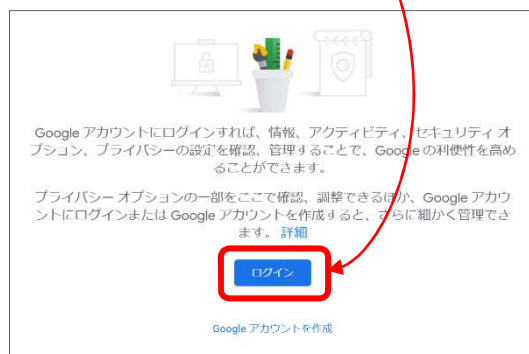 Google アカウントにログインすれば、情報、アクティビティ、セキュリティ オ
プション、プライバシーの設定を確認、管理することで、Google の利便性を高め
ることができます。
プライバシー オプションの一部をここで確認、調整できるほか、Google アカウ
ントにログインまたは Google アカウントを作成すると、さらに細かく管理でき
ます。 詳細
ログイン
Google アカウントを作成